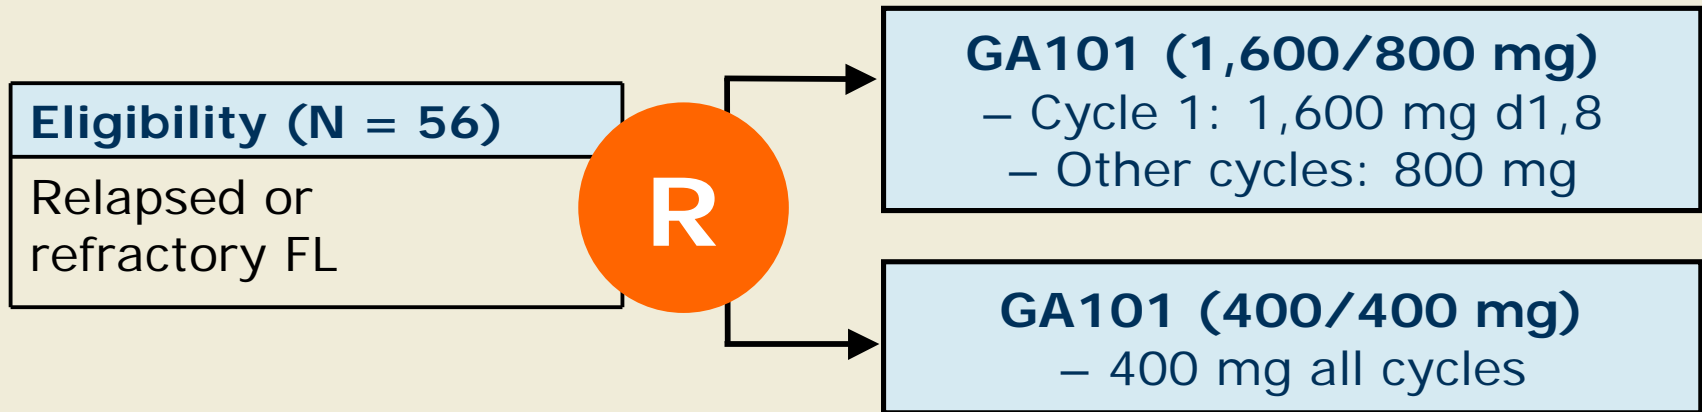 Eligibility (N = 56)
Relapsed or
refractory FL
R
GA101 (1,600/800 mg)
– Cycle 1: 1,600 mg d1,8
– Other cycles: 800 mg
GA101 (400/400 mg)
– 400 mg all cycles